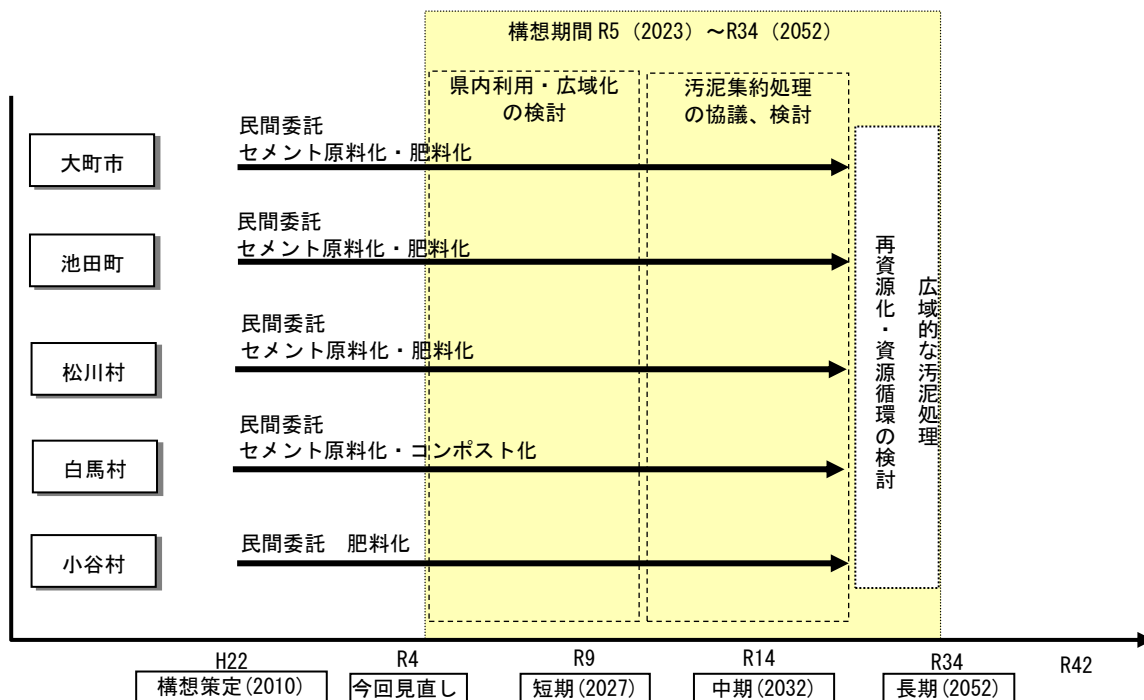 構想期間 R5(2023)~R34(2052)
県内利用・広域化
の検討
汚泥集約処理
の協議、検討
大町市
民間委託
セメント原料化・肥料化
池田町
民間委託
セメント原料化・肥料化
松川村
民間委託
セメント原料化・肥料化
白馬村
民間委託
セメント原料化・コンポスト化
小谷村
民間委託 肥料化
広域的な汚泥処理
再資源化・資源循環の検討
H22
R4
R9
R14
R34
R42
構想策定(2010)
今回見直し
短期(2027)
中期(2032)
長期(2052)